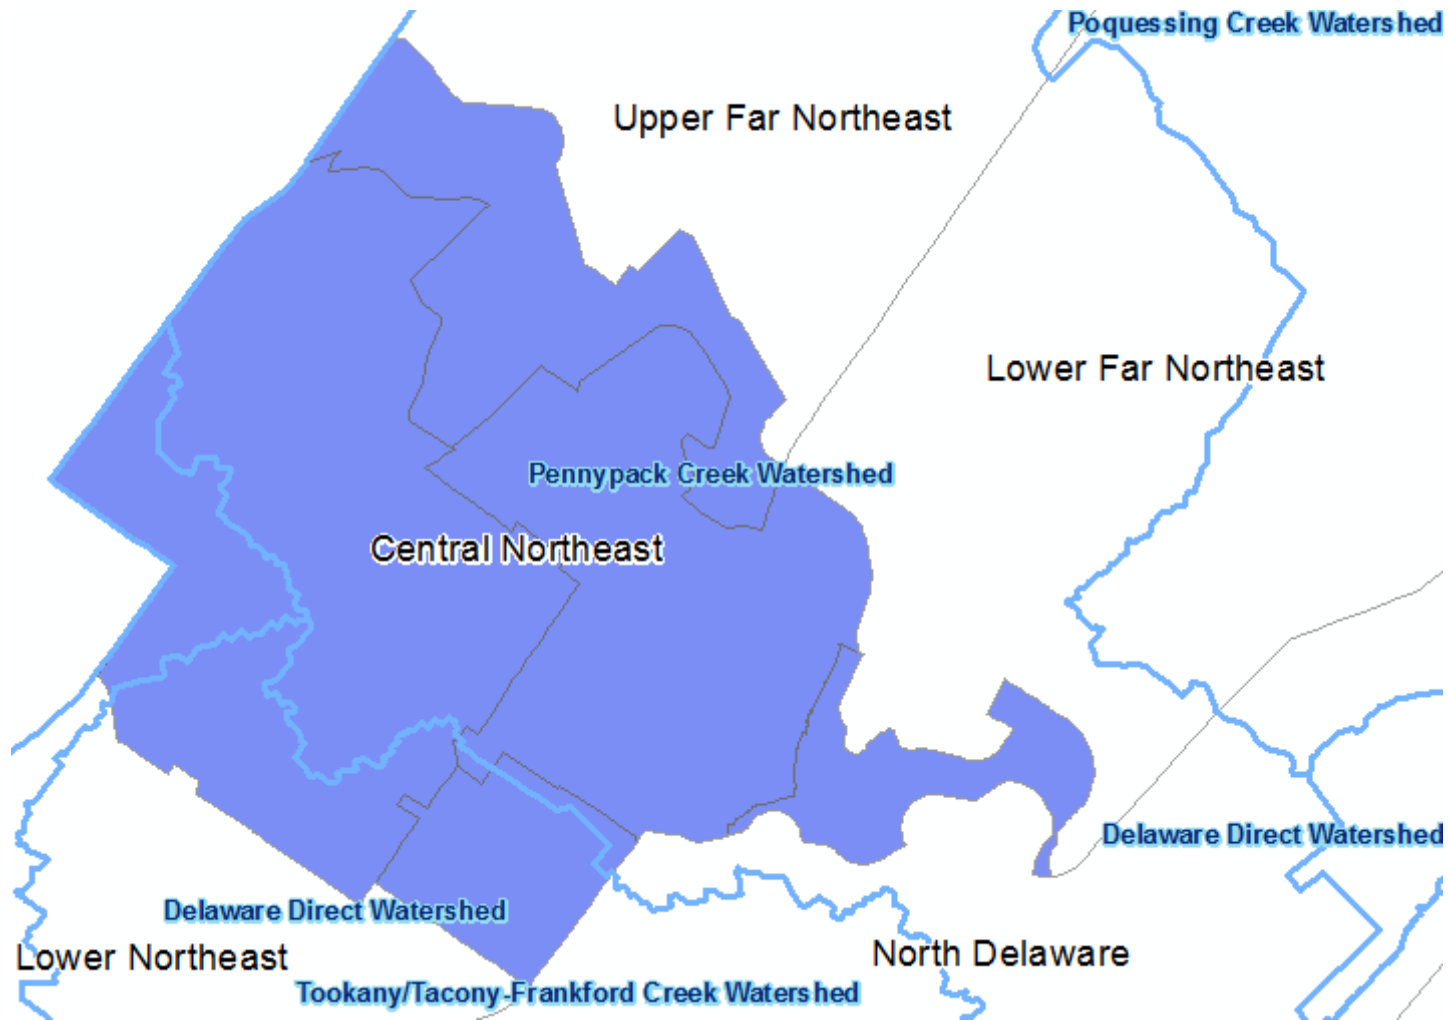 Poquessing Creek Watershed
Upper Far Northeast
Lower Far Northeast
Pennypack Creek Watershed
Central Northeast
Delaware Direct Watershed
Delaware Direct Watershed
Lower Northeast
North Delaware
Tookany/Tacony-Frankford Creek Watershed